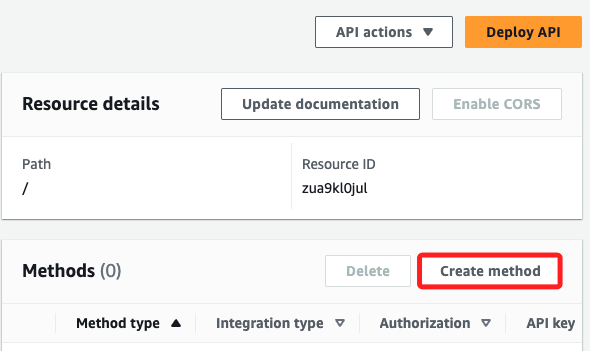 API actions Deploy API
Resource details Update documentation Enable CORS
Path Resource ID
/ zua9kl0jul
Methods (0) Delete Create method
Method type Integration type Authorization API key